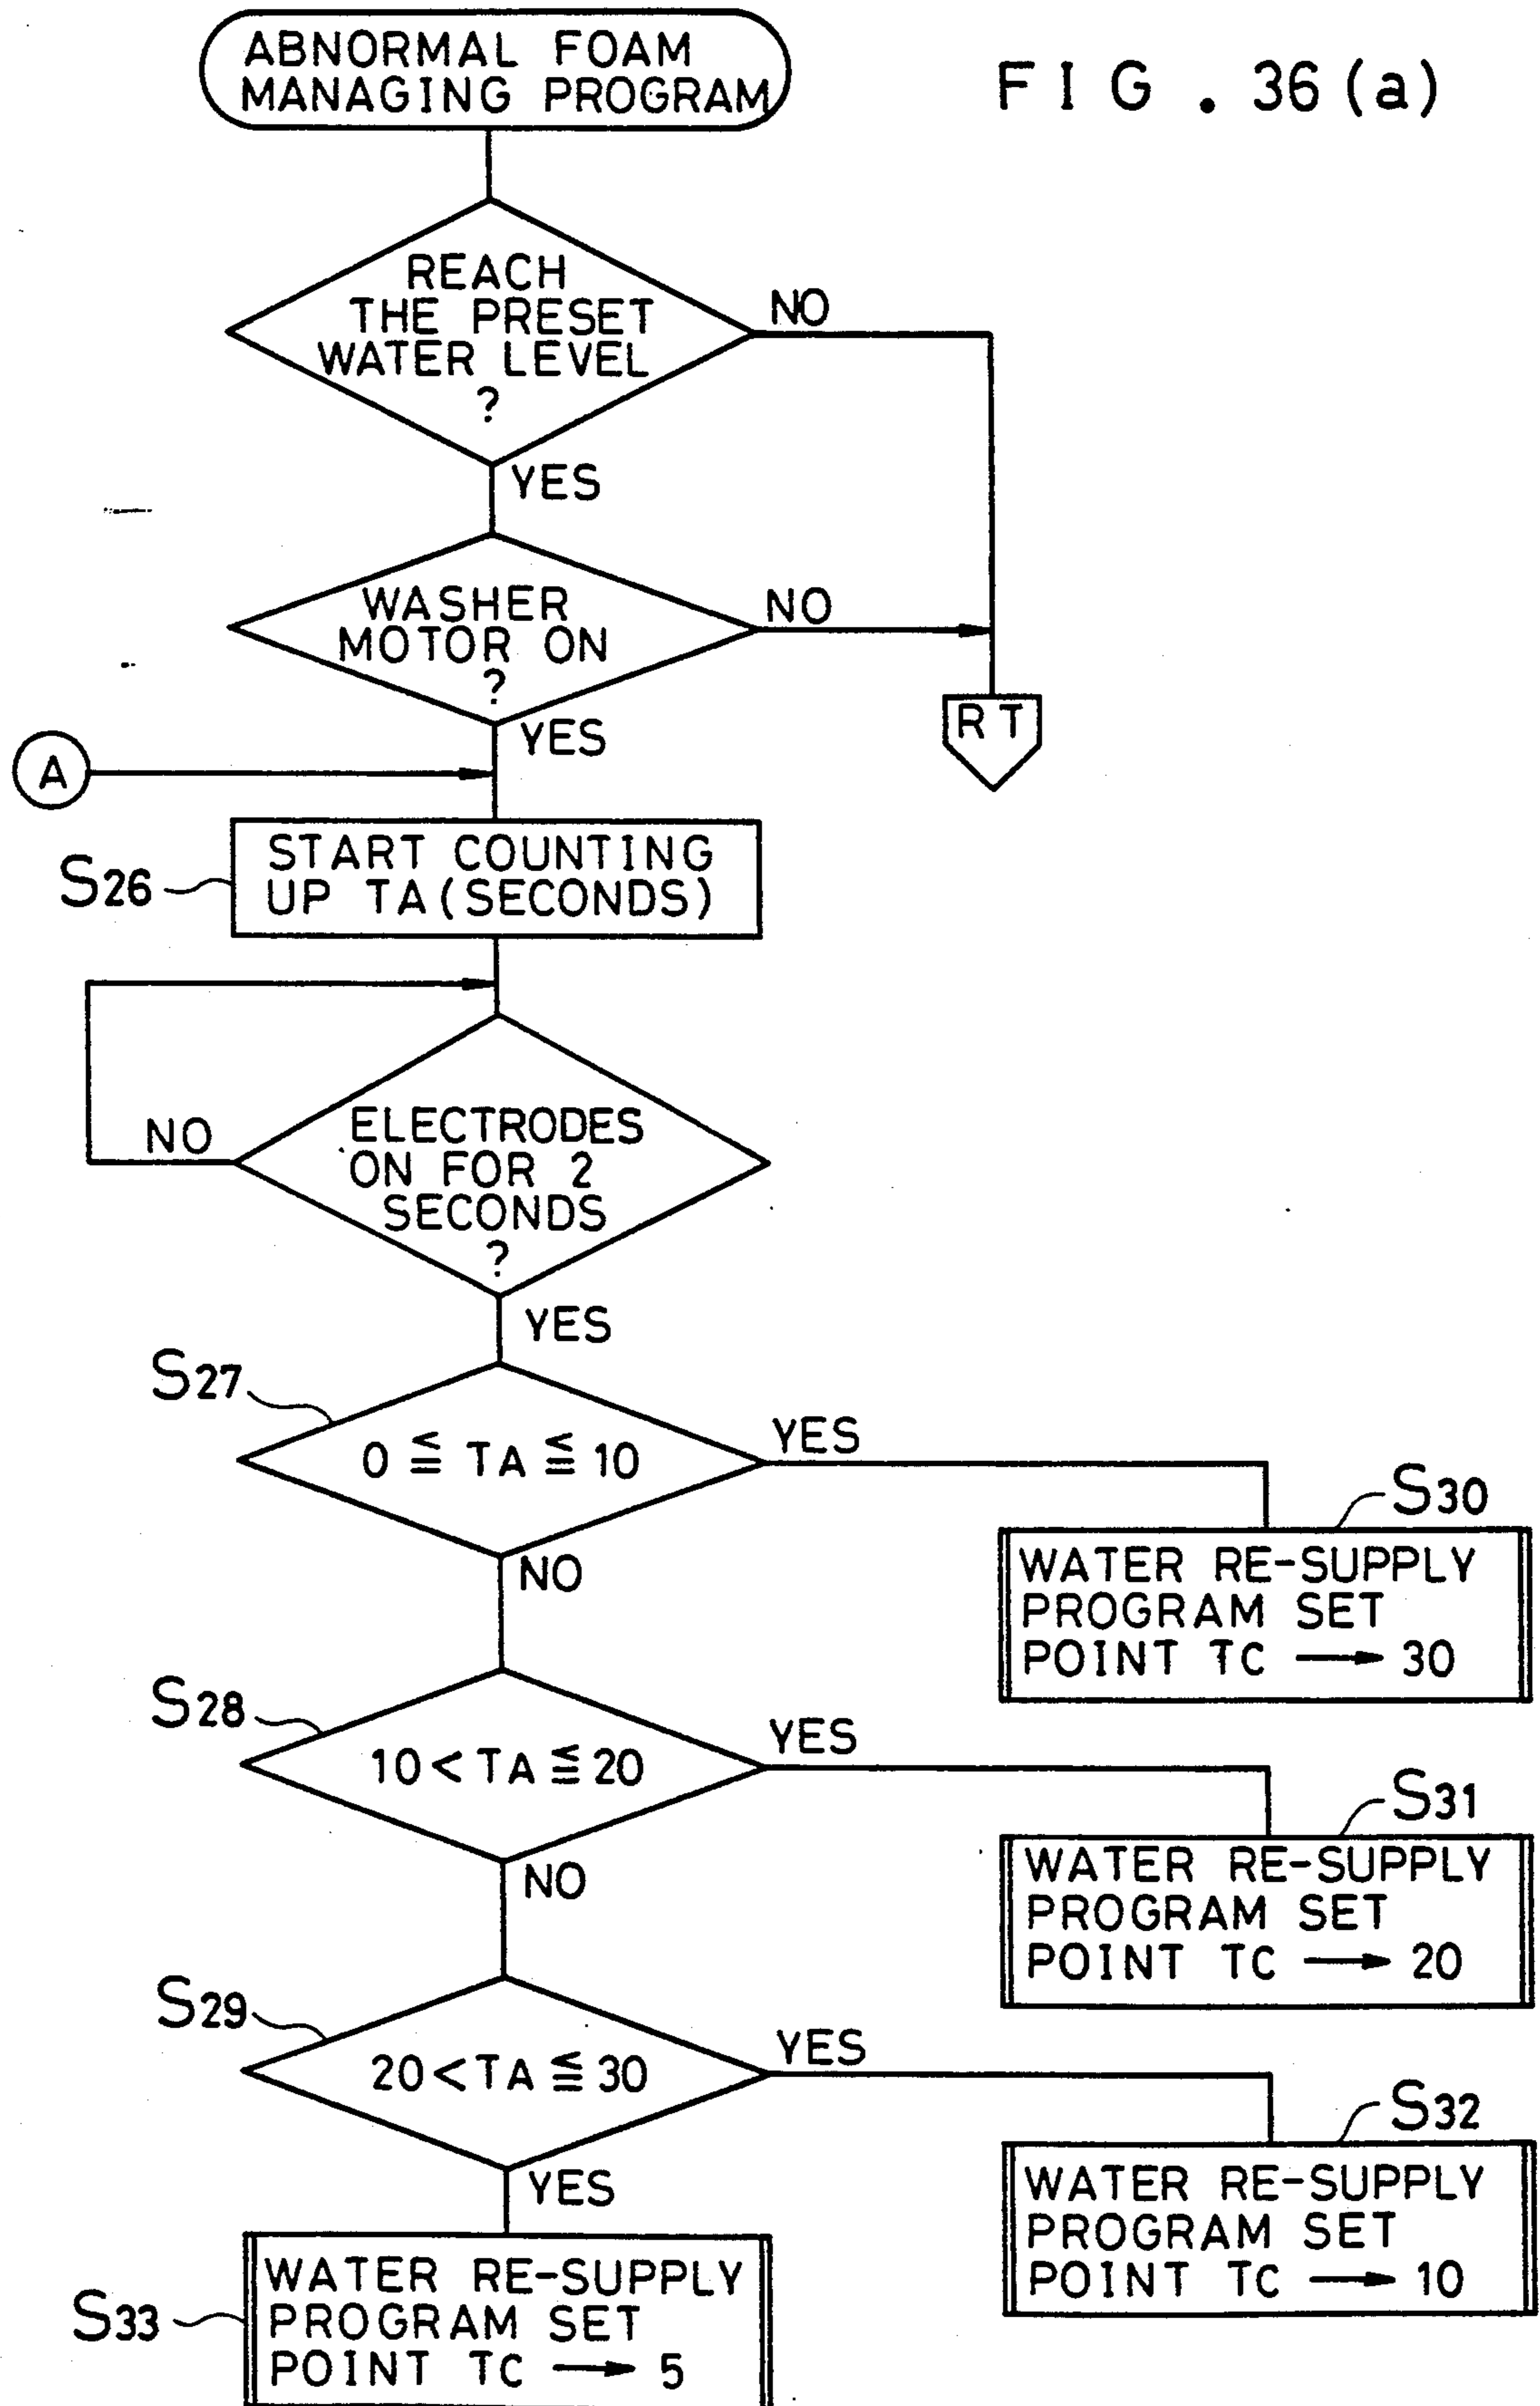 ABNORMAL FOAM
MANAGING PROGRAM
FIG. 36(a)
REACH
THE PRESET
WATER LEVEL
?
NO
YES
WASHER
MOTOR ON
?
NO
YES
RT
A
S26
START COUNTING
UP TA(SECONDS)
ELECTRODES
ON FOR 2
SECONDS
?
NO
YES
S27
0 ≦ TA ≦ 10
YES
NO
S30
WATER RE-SUPPLY
PROGRAM SET
POINT TC → 30
S28
10 < TA ≦ 20
YES
NO
S31
WATER RE-SUPPLY
PROGRAM SET
POINT TC → 20
S29
20 < TA ≦ 30
YES
YES
S32
WATER RE-SUPPLY
PROGRAM SET
POINT TC → 10
S33
WATER RE-SUPPLY
PROGRAM SET
POINT TC → 5